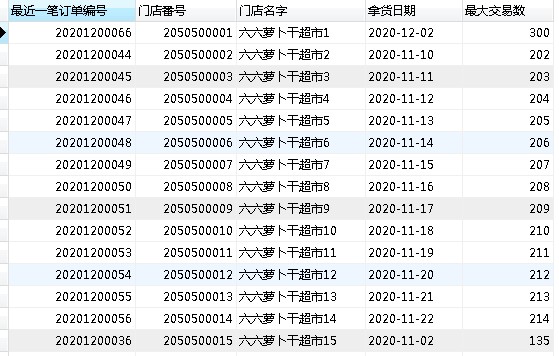 最近一笔订单编号 门店番号 门店名字 拿货日期 最大交易数
20201200066 2050500001 六六萝卜干超市1 2020-12-02 300
20201200044 2050500002 六六萝卜干超市2 2020-11-10 202
20201200045 2050500003 六六萝卜干超市3 2020-11-11 203
20201200046 2050500004 六六萝卜干超市4 2020-11-12 204
20201200047 2050500005 六六萝卜干超市5 2020-11-13 205
20201200048 2050500006 六六萝卜干超市6 2020-11-14 206
20201200049 2050500007 六六萝卜干超市7 2020-11-15 207
20201200050 2050500008 六六萝卜干超市8 2020-11-16 208
20201200051 2050500009 六六萝卜干超市9 2020-11-17 209
20201200052 2050500010 六六萝卜干超市10 2020-11-18 210
20201200053 2050500011 六六萝卜干超市11 2020-11-19 211
20201200054 2050500012 六六萝卜干超市12 2020-11-20 212
20201200055 2050500013 六六萝卜干超市13 2020-11-21 213
20201200056 2050500014 六六萝卜干超市14 2020-11-22 214
20201200036 2050500015 六六萝卜干超市15 2020-11-02 135